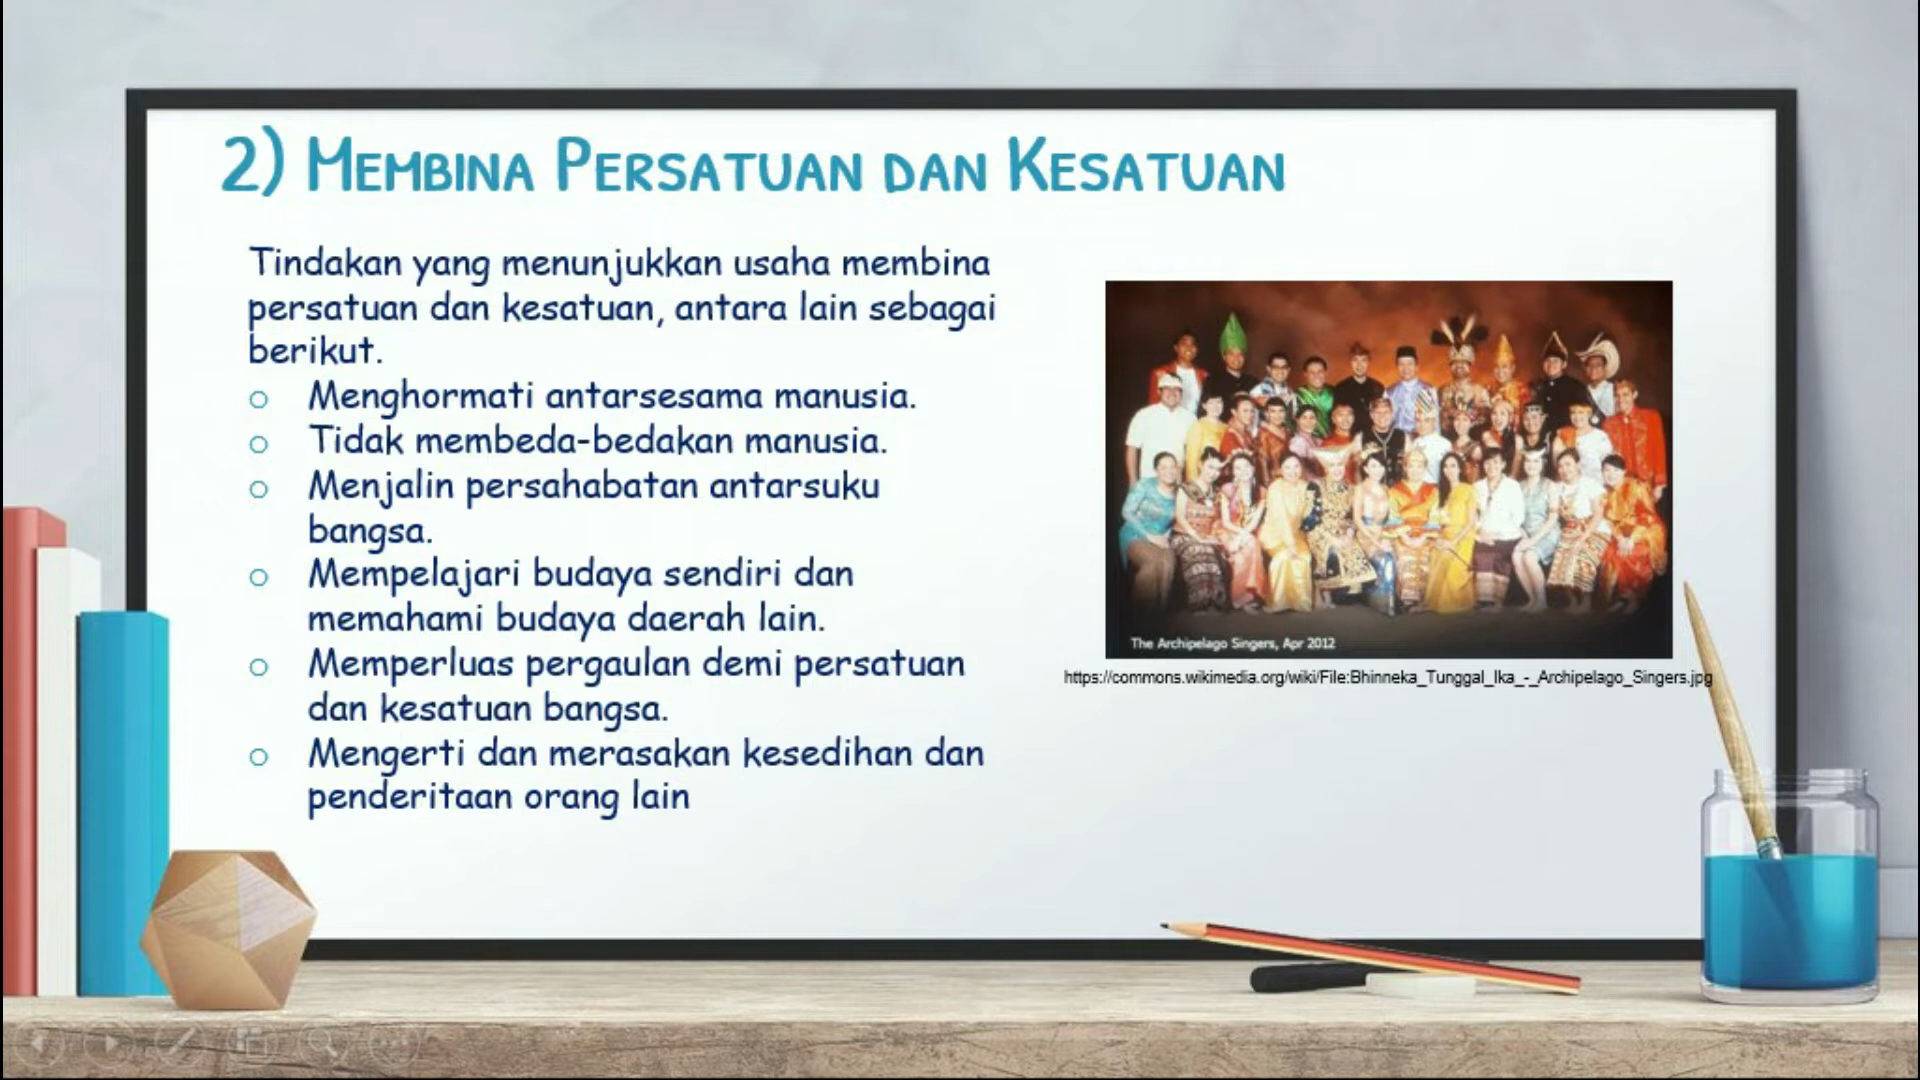 2) MEMBINA PERSATUAN DAN KESATUAN
Tindakan yang menunjukkan usaha membina
persatuan dan kesatuan, antara lain sebagai
berikut.
Menghormati antarsesama manusia.
Tidak membeda-bedakan manusia.
Menjalin persahabatan antarsuku
bangsa.
Mempelajari budaya sendiri dan
memahami budaya daerah lain.
Memperluas pergaulan demi persatuan
dan kesatuan bangsa.
Mengerti dan merasakan kesedihan dan
penderitaan orang lain
The Archipelago Singers, Apr 2012
https://commons.wikimedia.org/wiki/File:Bhinneka_Tunggal_Ika_-_Archipelago_Singers.jpg